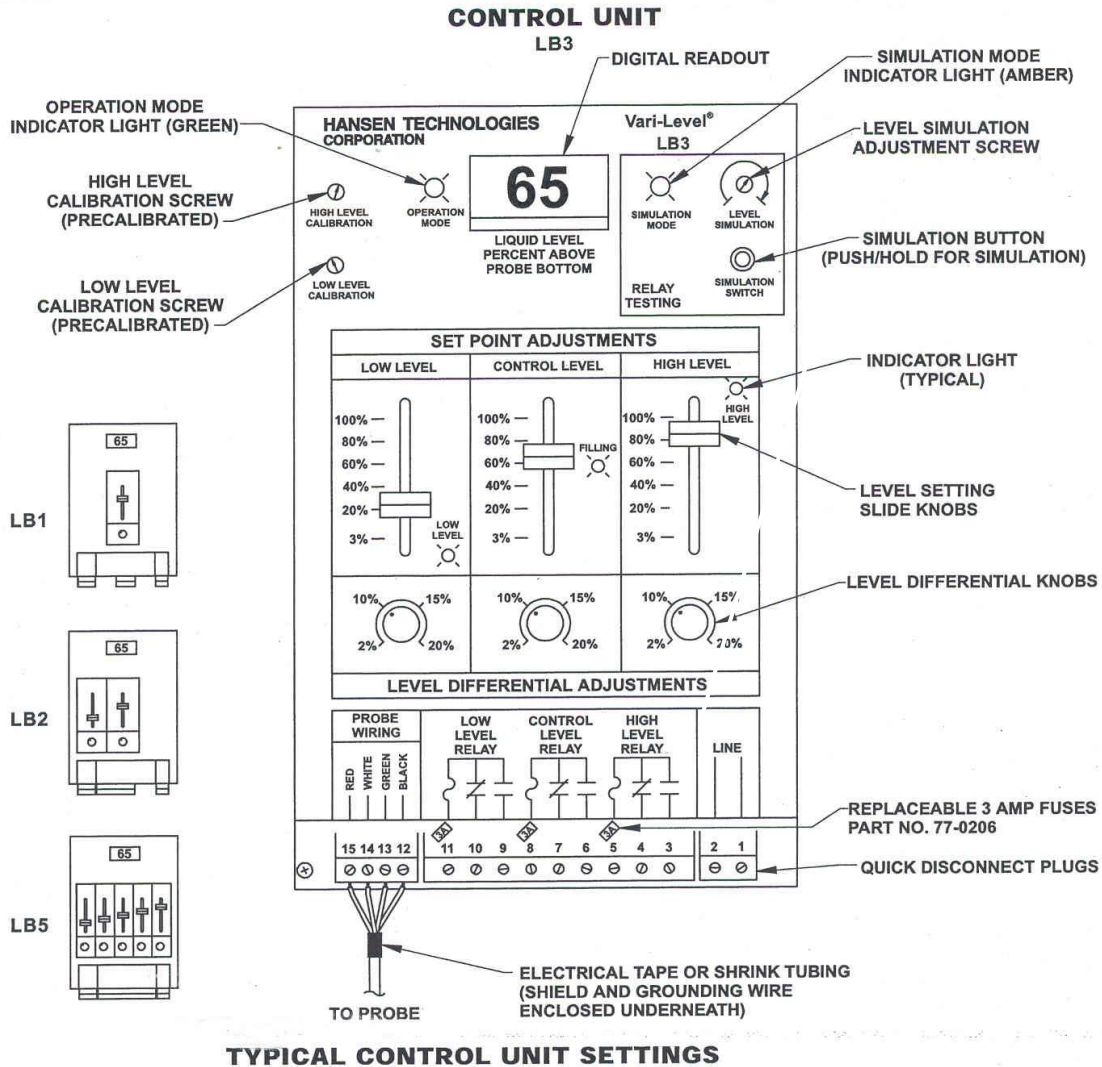 CONTROL UNIT
LB3
DIGITAL READOUT
SIMULATION MODE
INDICATOR LIGHT (AMBER)
OPERATION MODE
INDICATOR LIGHT (GREEN)
LEVEL SIMULATION
ADJUSTMENT SCREW
HIGH LEVEL
CALIBRATION SCREW
(PRECALIBRATED)
SIMULATION BUTTON
(PUSH/HOLD FOR SIMULATION)
LOW LEVEL
CALIBRATION SCREW
(PRECALIBRATED)
HANSEN TECHNOLOGIES
CORPORATION
Vari-Level®
LB3
65
HIGH LEVEL
CALIBRATION
OPERATION
MODE
LIQUID LEVEL
PERCENT ABOVE
PROBE BOTTOM
SIMULATION
MODE
LEVEL
SIMULATION
LOW LEVEL
CALIBRATION
RELAY
TESTING
SIMULATION
SWITCH
SET POINT ADJUSTMENTS
LOW LEVEL
CONTROL LEVEL
HIGH LEVEL
INDICATOR LIGHT
(TYPICAL)
100%
80%
60%
40%
20%
3%
LOW
LEVEL
100%
80%
60%
40%
20%
3%
FILLING
100%
80%
60%
40%
20%
3%
HIGH
LEVEL
LEVEL SETTING
SLIDE KNOBS
LEVEL DIFFERENTIAL KNOBS
10% 15%
2% 20%
10% 15%
2% 20%
10% 15%
2% 20%
LEVEL DIFFERENTIAL ADJUSTMENTS
LB1
65
LB2
65
LB5
65
PROBE
WIRING
RED
WHITE
GREEN
BLACK
LOW
LEVEL
RELAY
CONTROL
LEVEL
RELAY
HIGH
LEVEL
RELAY
LINE
3A
3A
3A
REPLACEABLE 3 AMP FUSES
PART NO. 77-0206
15 14 13 12 11 10 9 8 7 6 5 4 3 2 1
QUICK DISCONNECT PLUGS
ELECTRICAL TAPE OR SHRINK TUBING
(SHIELD AND GROUNDING WIRE
ENCLOSED UNDERNEATH)
TO PROBE
TYPICAL CONTROL UNIT SETTINGS